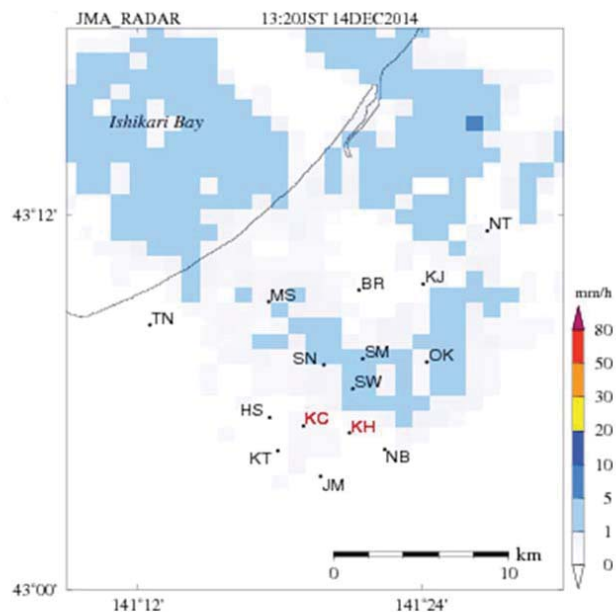 JMA_RADAR 13:20JST 14DEC2014
Ishikari Bay
43°12'
NT
KJ
BR
MS
TN
mm/h
80
50
30
20
10
5
1
0
SN
SM
OK
SW
HS
KC
KH
KT
NB
JM
km
0 10
43°00'
141°12' 141°24'